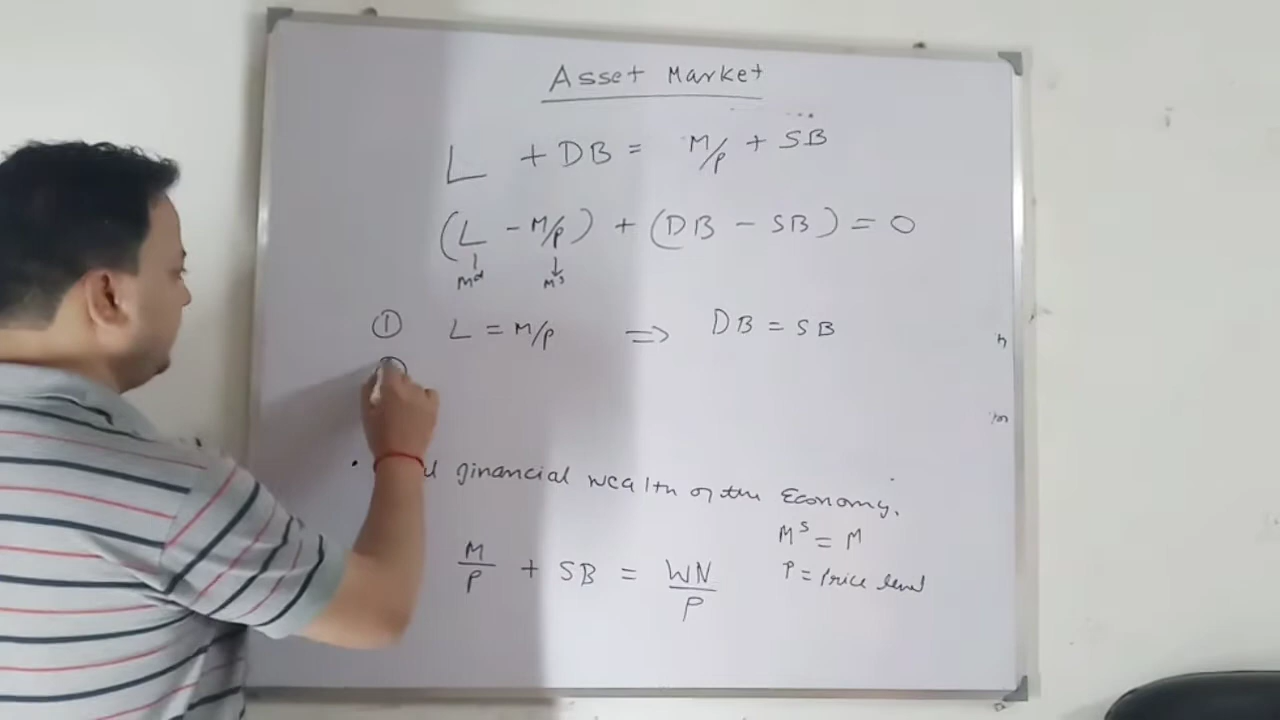 Asset Market
L + DB = M/P + SB
(L - M/P) + (DB - SB) = 0
Md Ms
① L = M/P ⇒ DB = SB
financial wealth of the Economy.
M^S = M
P = Price level
M/P + SB = WN/P